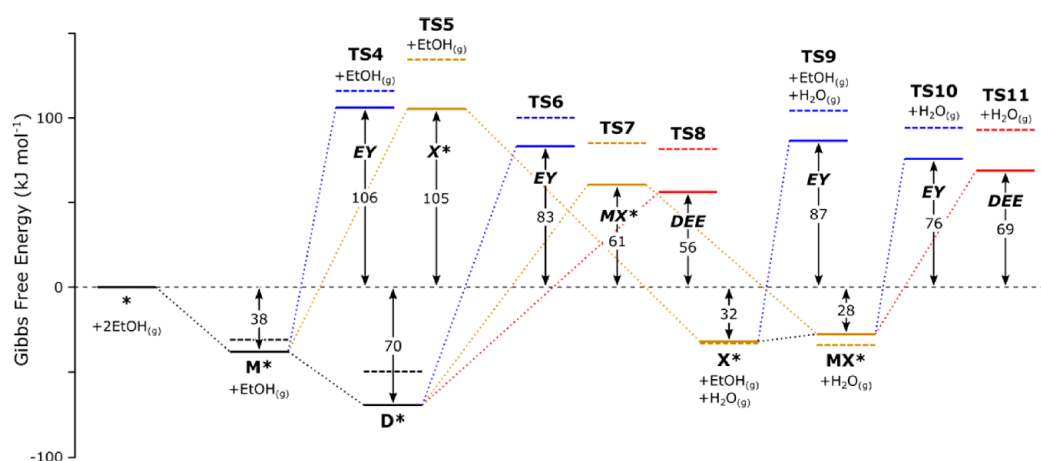 Gibbs Free Energy (kJ mol⁻¹)
100
0
-100
*
+2EtOH(g)
38
M*
+EtOH(g)
70
D*
TS4
+EtOH(g)
EY
106
TS5
+EtOH(g)
X*
105
TS6
EY
83
TS7
MX*
61
TS8
DEE
56
32
X*
+EtOH(g)
+H₂O(g)
TS9
+EtOH(g)
+H₂O(g)
EY
87
28
MX*
+H₂O(g)
TS10
+H₂O(g)
EY
76
TS11
+H₂O(g)
DEE
69